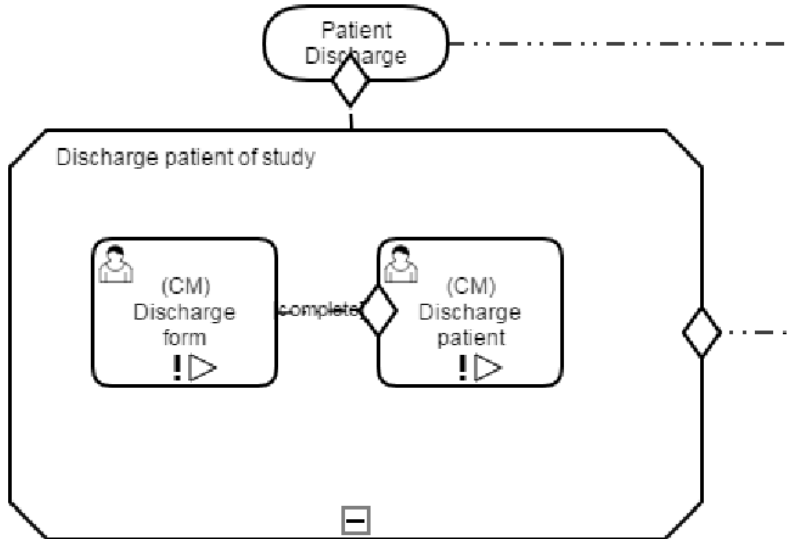 Patient
Discharge
Discharge patient of study
(CM)
Discharge
form
complete
(CM)
Discharge
patient